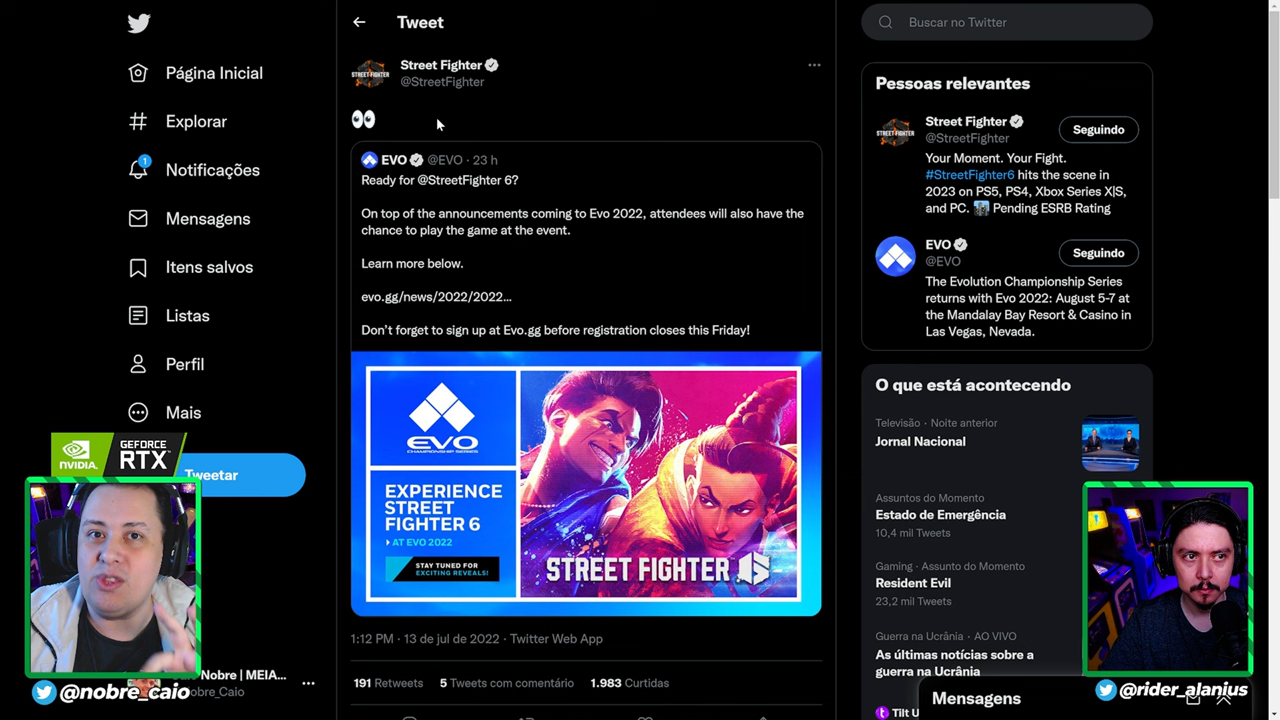 Página Inicial
Explorar
1
Notificações
Mensagens
Itens salvos
Listas
Perfil
Mais
Tweetar
NVIDIA.
GEFORCE
RTX
Nobre | MEIA...
obre_Caio
@nobre_caio
Tweet
STREET FIGHTER
Street Fighter
@StreetFighter
EVO @EVO · 23 h
Ready for @StreetFighter 6?
On top of the announcements coming to Evo 2022, attendees will also have the
chance to play the game at the event.
Learn more below.
evo.gg/news/2022/2022...
Don't forget to sign up at Evo.gg before registration closes this Friday!
EVO
CHAMPIONSHIP SERIES
EXPERIENCE
STREET
FIGHTER 6
AT EVO 2022
STAY TUNED FOR
EXCITING REVEALS!
STREET FIGHTER 6
1:12 PM · 13 de jul de 2022 · Twitter Web App
191 Retweets 5 Tweets com comentário 1.983 Curtidas
Buscar no Twitter
Pessoas relevantes
STREET FIGHTER
Street Fighter
@StreetFighter
Seguindo
Your Moment. Your Fight.
#StreetFighter6 hits the scene in
2023 on PS5, PS4, Xbox Series X|S,
and PC. Pending ESRB Rating
EVO
@EVO
Seguindo
The Evolution Championship Series
returns with Evo 2022: August 5-7 at
the Mandalay Bay Resort & Casino in
Las Vegas, Nevada.
O que está acontecendo
Televisão · Noite anterior
Jornal Nacional
Assuntos do Momento
Estado de Emergência
10,4 mil Tweets
Gaming · Assunto do Momento
Resident Evil
23,2 mil Tweets
Guerra na Ucrânia · AO VIVO
As últimas notícias sobre a
guerra na Ucrânia
Tilt U
Mensagens
@rider_alanius